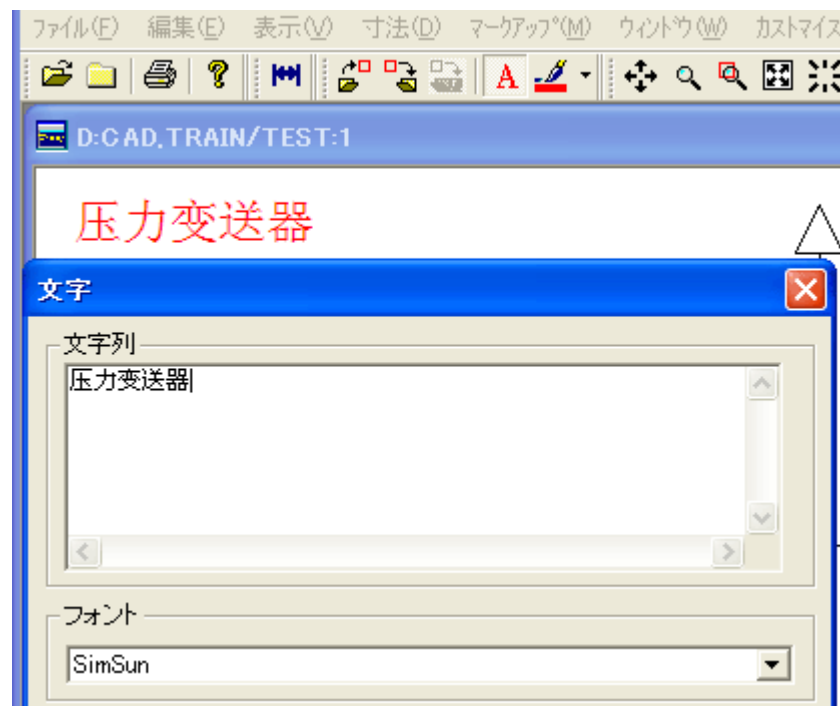 ファイル(F) 編集(E) 表示(V) 寸法(D) マークアップ(M) ウィンドウ(W) カスタマイズ
A
D:CAD,TRAIN/TEST:1
压力变送器
文字
文字列
压力变送器
フォント
SimSun